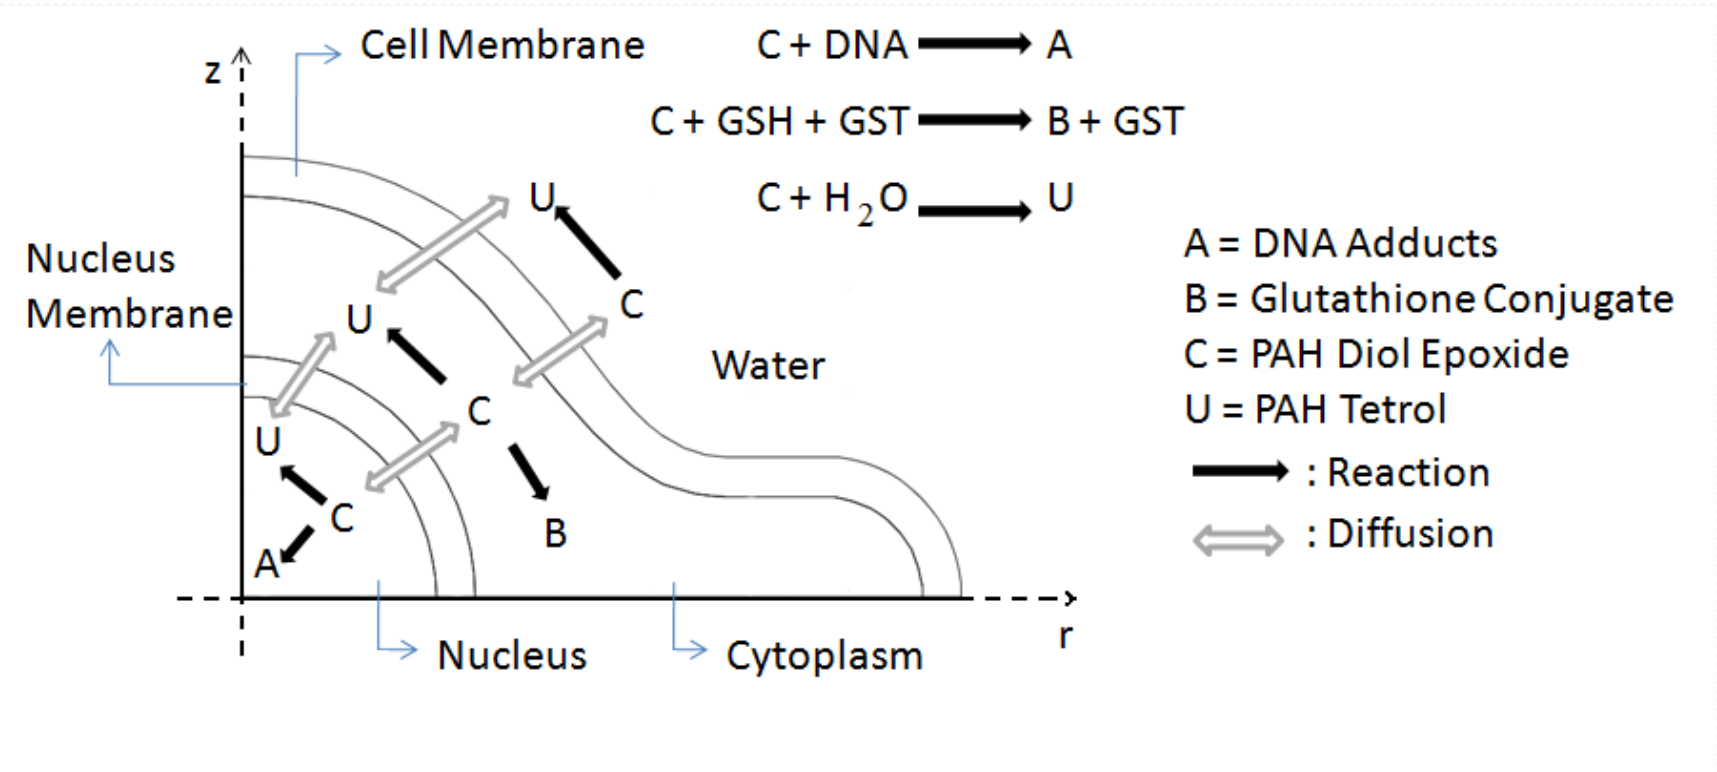 Cell Membrane
z
C + DNA → A
C + GSH + GST → B + GST
C + H₂O → U
U
C
Nucleus
Membrane
U
Water
C
U
C
B
A
A = DNA Adducts
B = Glutathione Conjugate
C = PAH Diol Epoxide
U = PAH Tetrol
: Reaction
: Diffusion
r
Nucleus
Cytoplasm